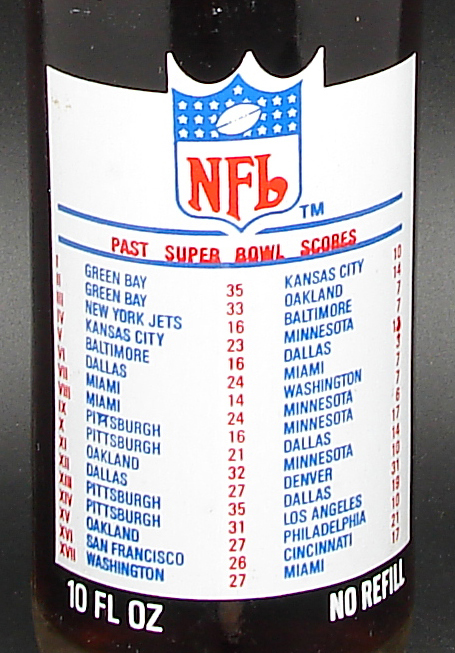 NFL
TM
PAST SUPER BOWL SCORES
I GREEN BAY 35 KANSAS CITY 10
II GREEN BAY 33 OAKLAND 14
III NEW YORK JETS 16 BALTIMORE 7
IV KANSAS CITY 23 MINNESOTA 7
V BALTIMORE 16 DALLAS
VI DALLAS 24 MIAMI 3
VII MIAMI 14 WASHINGTON 7
VIII MIAMI 24 MINNESOTA 7
IX PITTSBURGH 16 MINNESOTA 6
X PITTSBURGH 21 DALLAS 17
XI OAKLAND 32 MINNESOTA 14
XII DALLAS 27 DENVER 10
XIII PITTSBURGH 35 DALLAS 31
XIV PITTSBURGH 31 LOS ANGELES 19
XV OAKLAND 27 PHILADELPHIA 10
XVI SAN FRANCISCO 26 CINCINNATI 21
XVII WASHINGTON 27 MIAMI 17
10 FL OZ NO REFILL